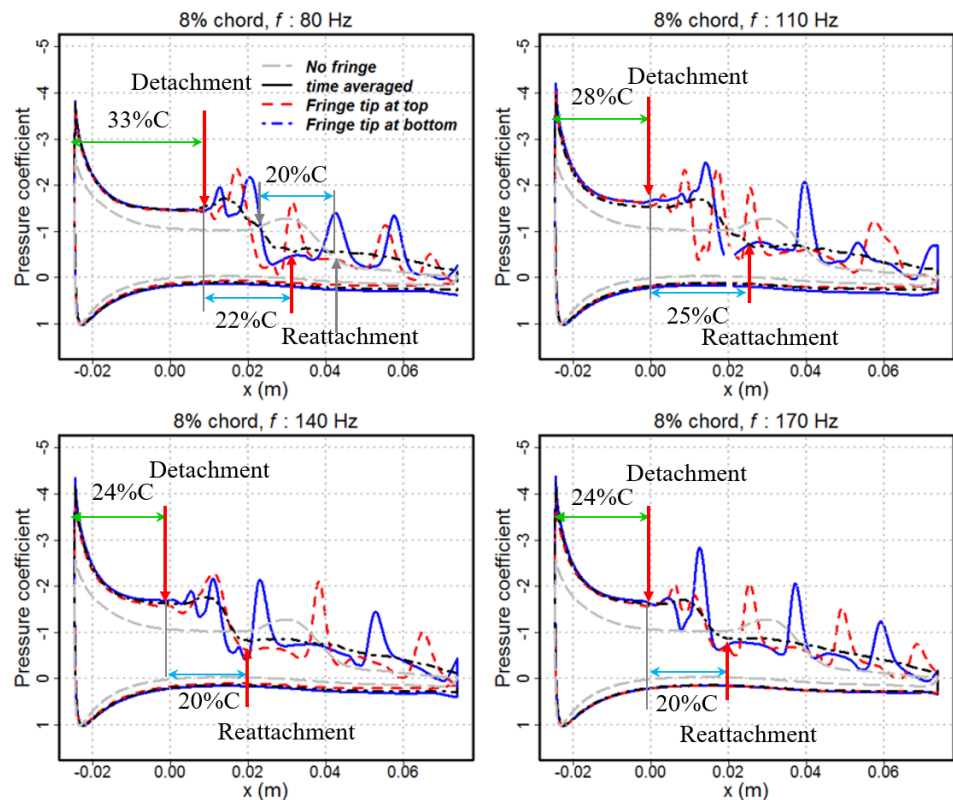 8% chord, f : 80 Hz
Pressure coefficient
-5
-4
-3
-2
-1
0
1
No fringe
time averaged
Fringe tip at top
Fringe tip at bottom
Detachment
33%C
20%C
22%C
Reattachment
-0.02
0.00
0.02
0.04
0.06
x (m)
8% chord, f : 110 Hz
Pressure coefficient
-5
-4
-3
-2
-1
0
1
Detachment
28%C
25%C
Reattachment
-0.02
0.00
0.02
0.04
0.06
x (m)
8% chord, f : 140 Hz
Pressure coefficient
-5
-4
-3
-2
-1
0
1
Detachment
24%C
20%C
Reattachment
-0.02
0.00
0.02
0.04
0.06
x (m)
8% chord, f : 170 Hz
Pressure coefficient
-5
-4
-3
-2
-1
0
1
Detachment
24%C
20%C
Reattachment
-0.02
0.00
0.02
0.04
0.06
x (m)